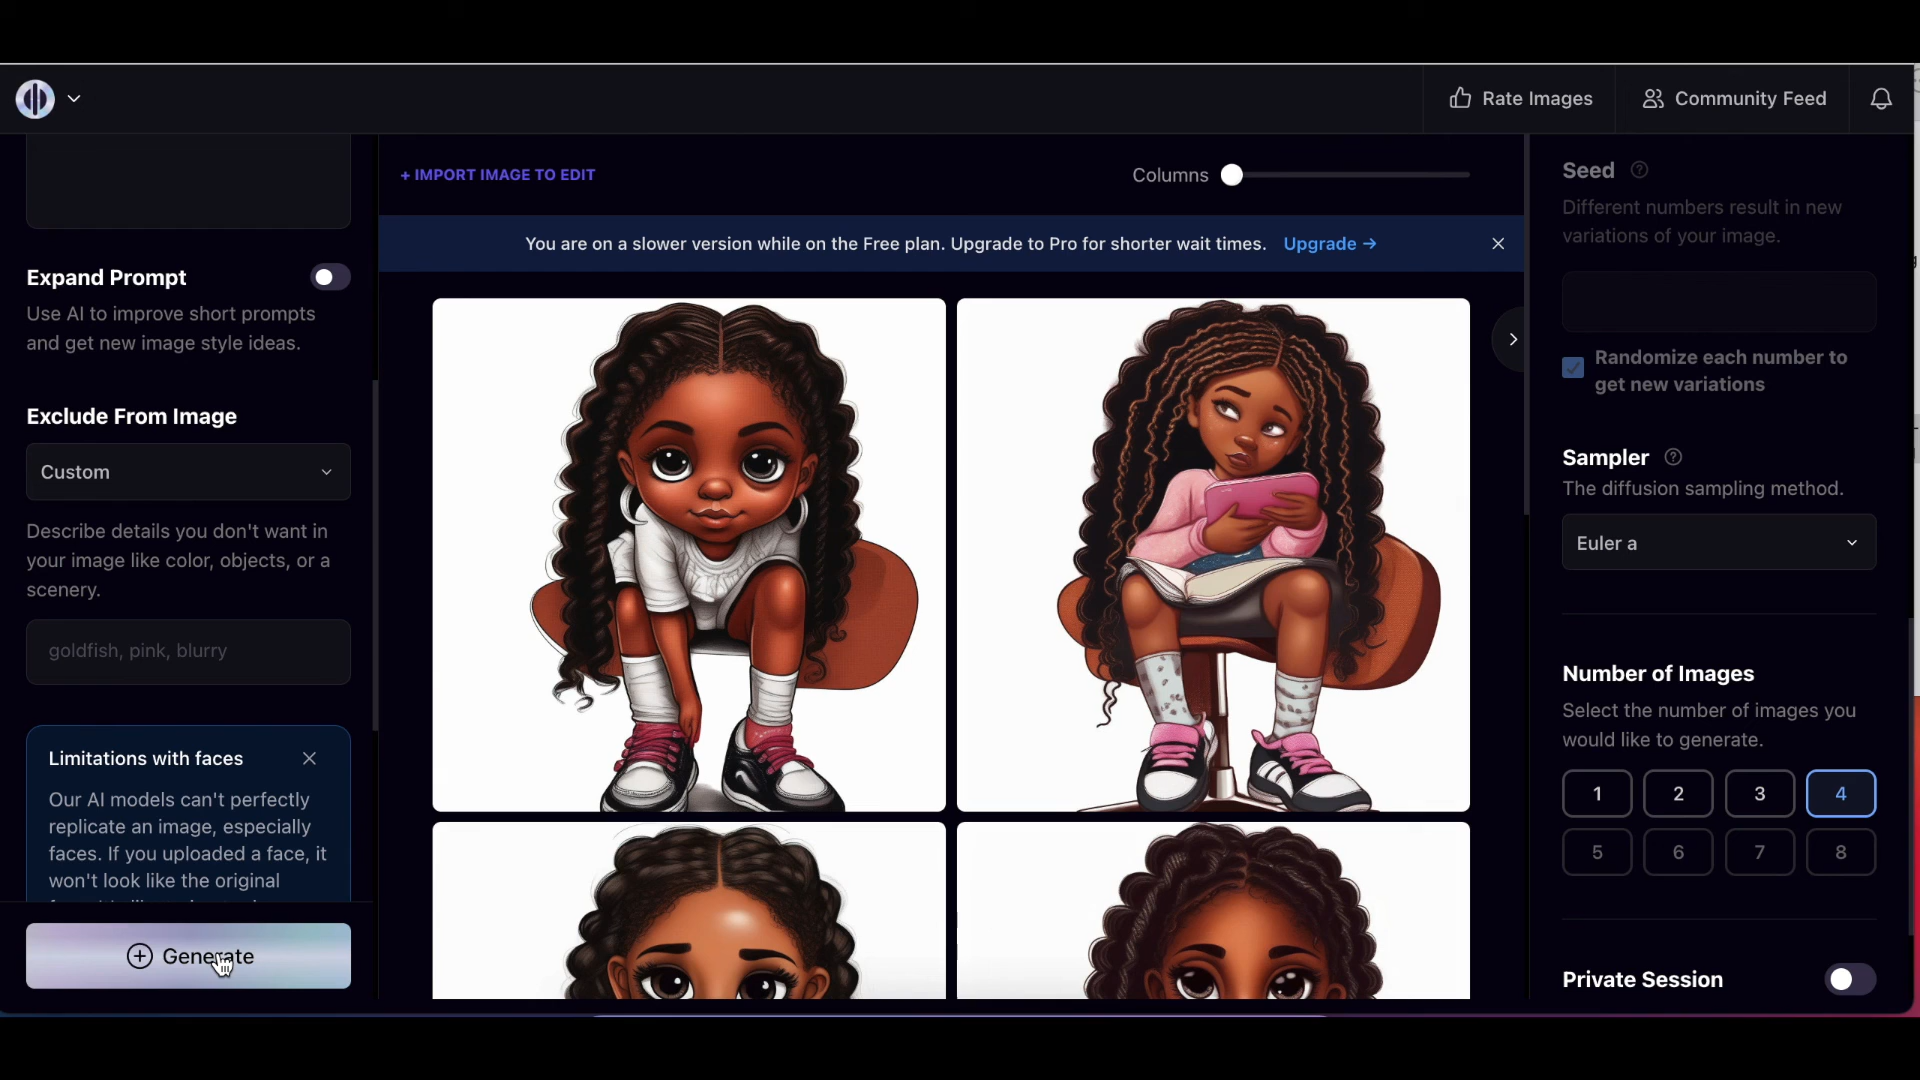 Rate Images
Community Feed
+ IMPORT IMAGE TO EDIT
Columns
You are on a slower version while on the Free plan. Upgrade to Pro for shorter wait times. Upgrade →
Expand Prompt
Use AI to improve short prompts
and get new image style ideas.
Exclude From Image
Custom
Describe details you don't want in
your image like color, objects, or a
scenery.
goldfish, pink, blurry
Limitations with faces
Our AI models can't perfectly
replicate an image, especially
faces. If you uploaded a face, it
won't look like the original
Generate
Seed
Different numbers result in new
variations of your image.
Randomize each number to
get new variations
Sampler
The diffusion sampling method.
Euler a
Number of Images
Select the number of images you
would like to generate.
1 2 3 4
5 6 7 8
Private Session